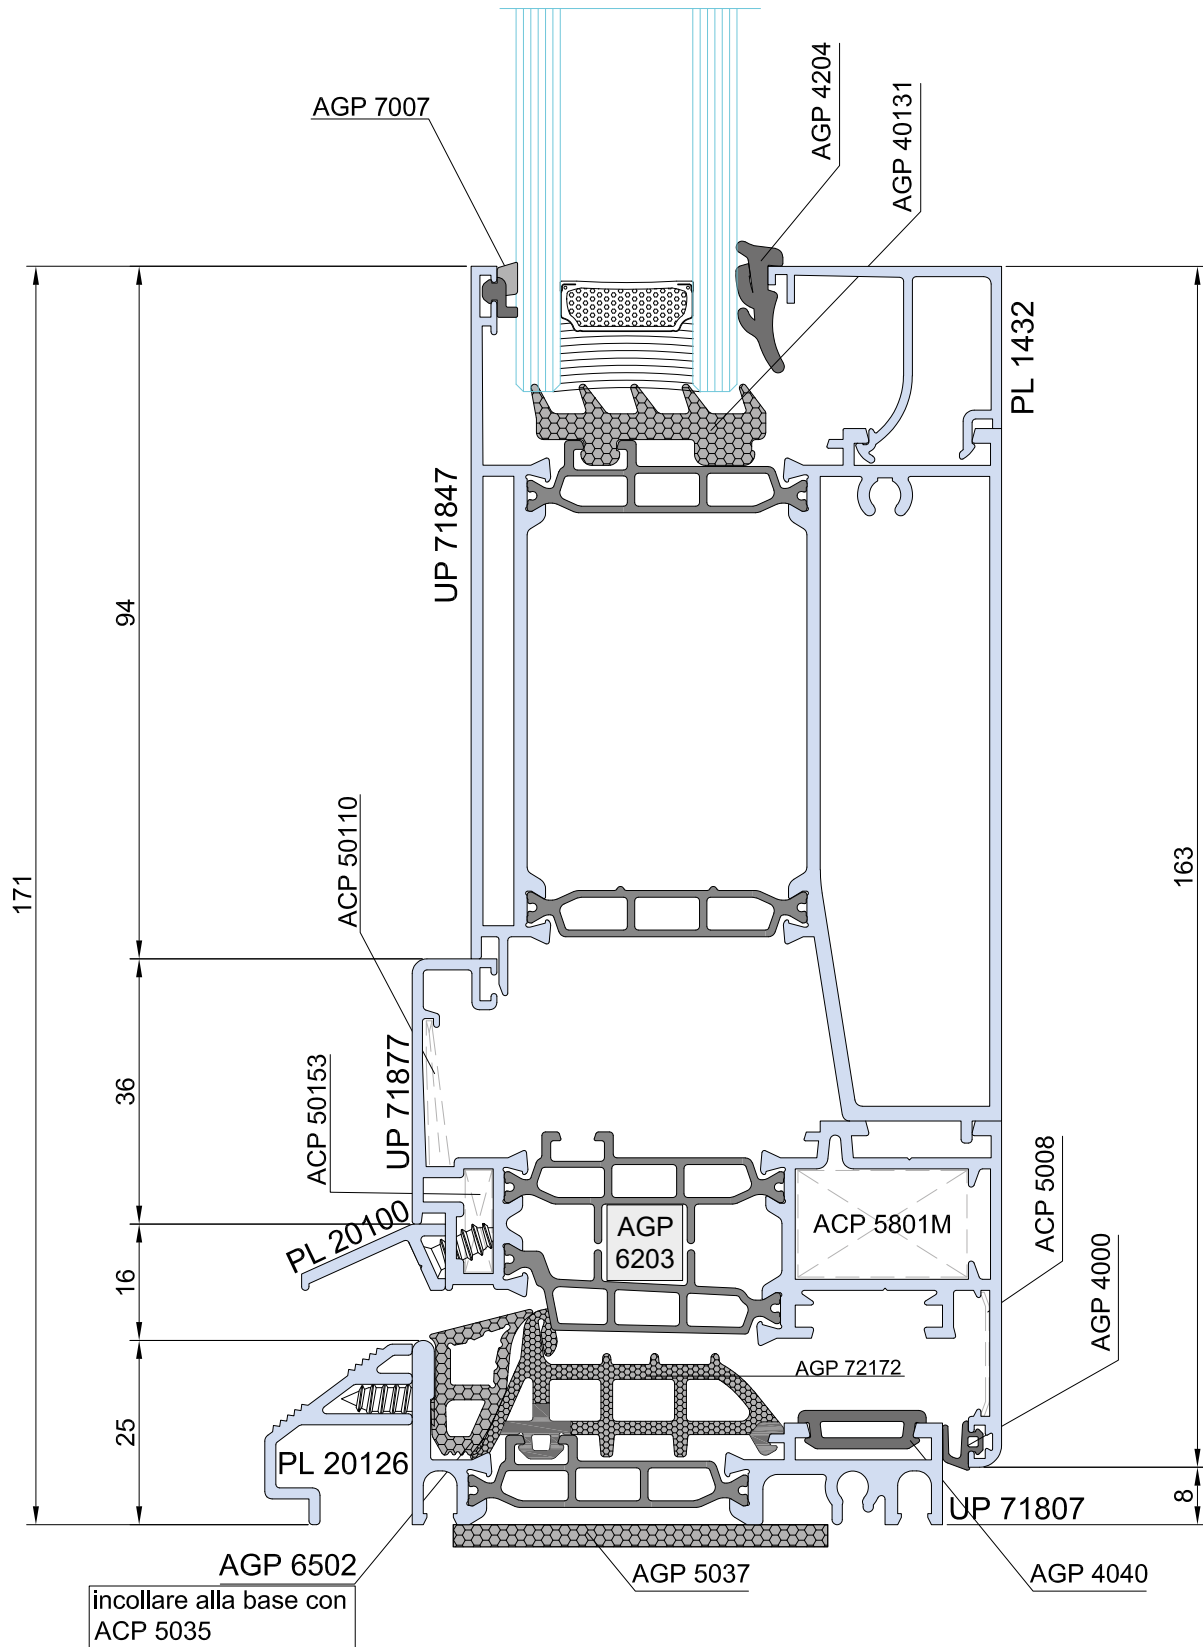 AGP 7007
AGP 4204
AGP 40131
PL 1432
UP 71847
94
171
163
ACP 50110
UP 71877
ACP 50153
36
PL 20100
AGP
6203
ACP 5801M
ACP 5008
AGP 4000
16
AGP 72172
25
PL 20126
UP 71807
8
AGP 6502
incollare alla base con
ACP 5035
AGP 5037
AGP 4040